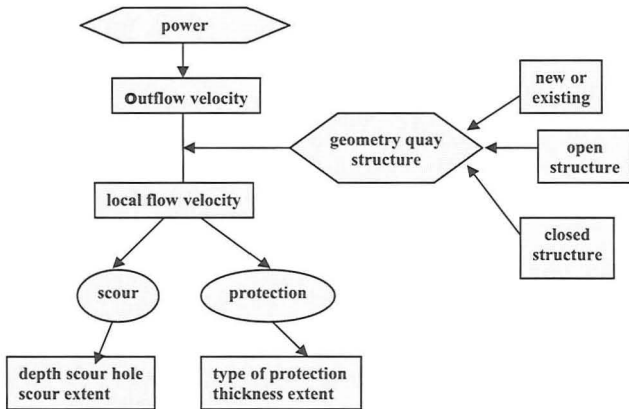 power
Outflow velocity
new or
existing
geometry quay
structure
open
structure
local flow velocity
closed
structure
scour
protection
depth scour hole
scour extent
type of protection
thickness extent